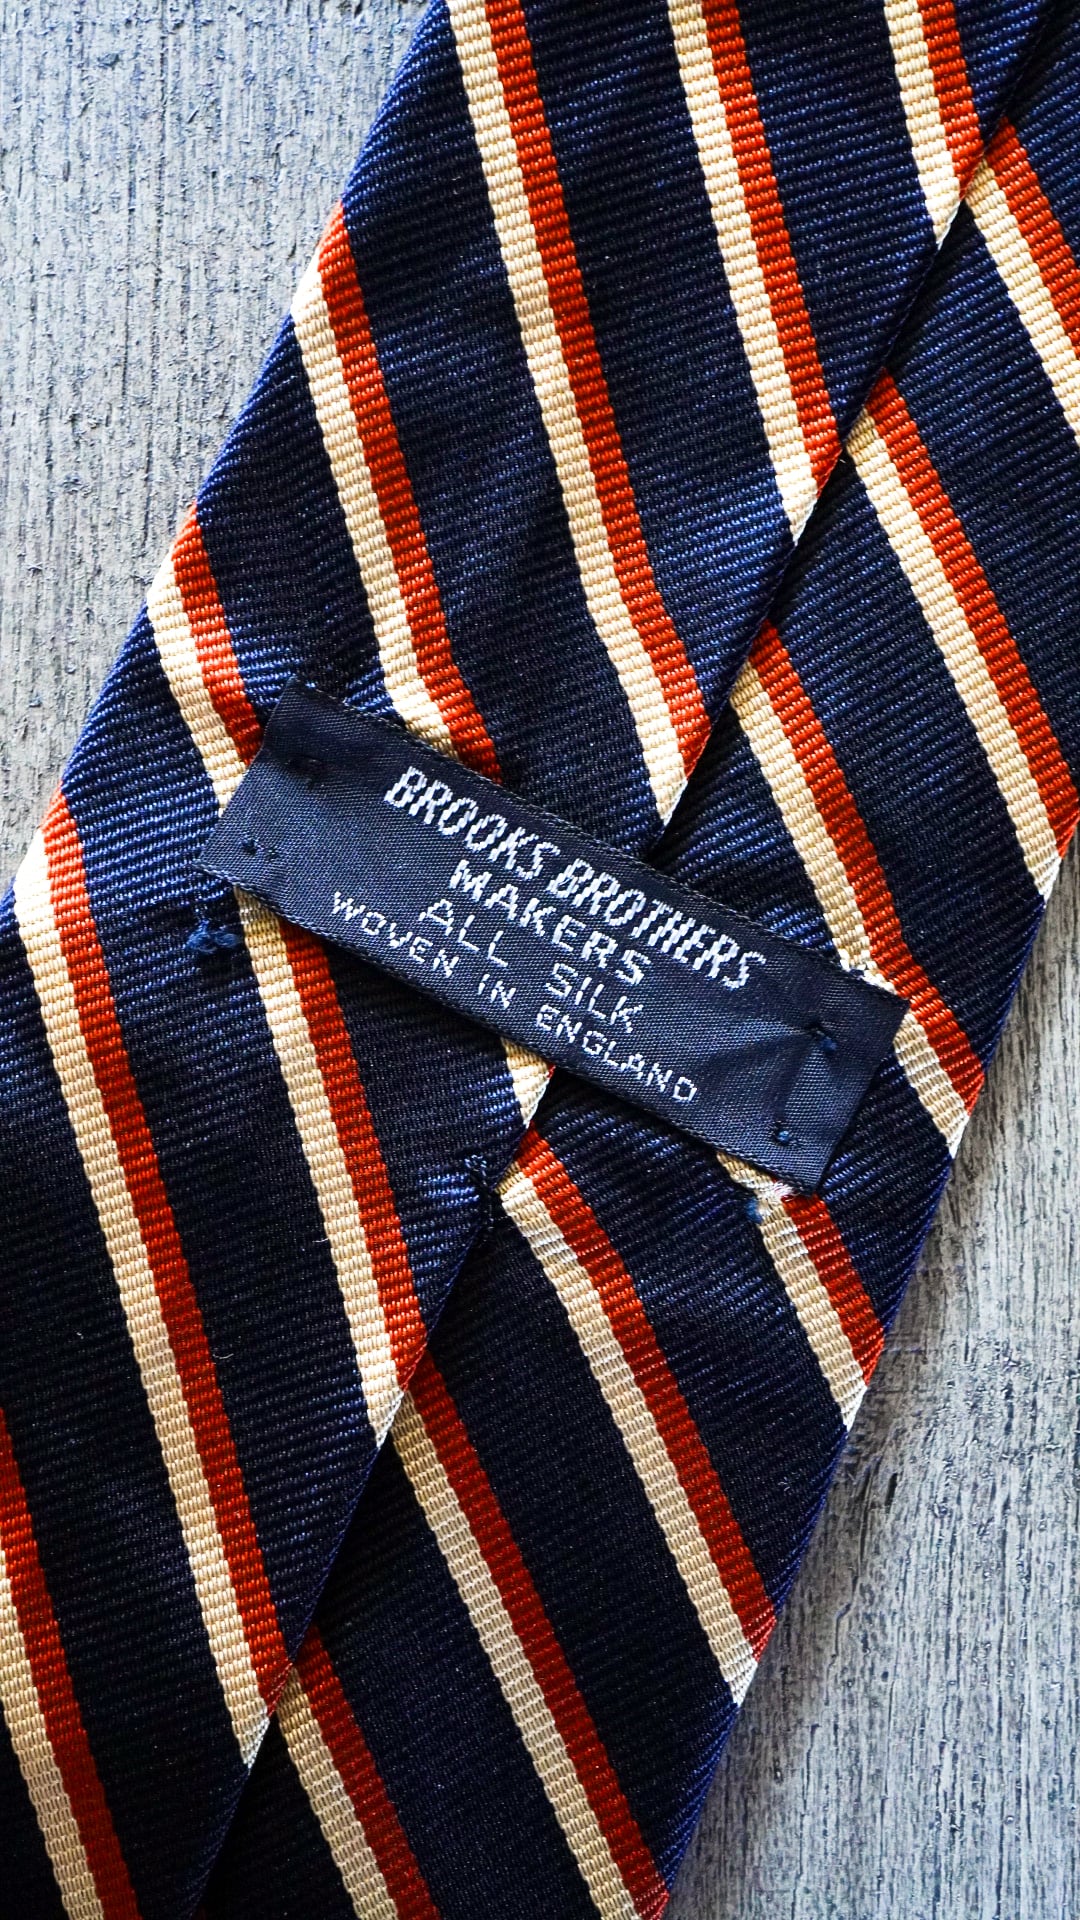 BROOKS BROTHERS
MAKERS
ALL SILK
WOVEN IN ENGLAND